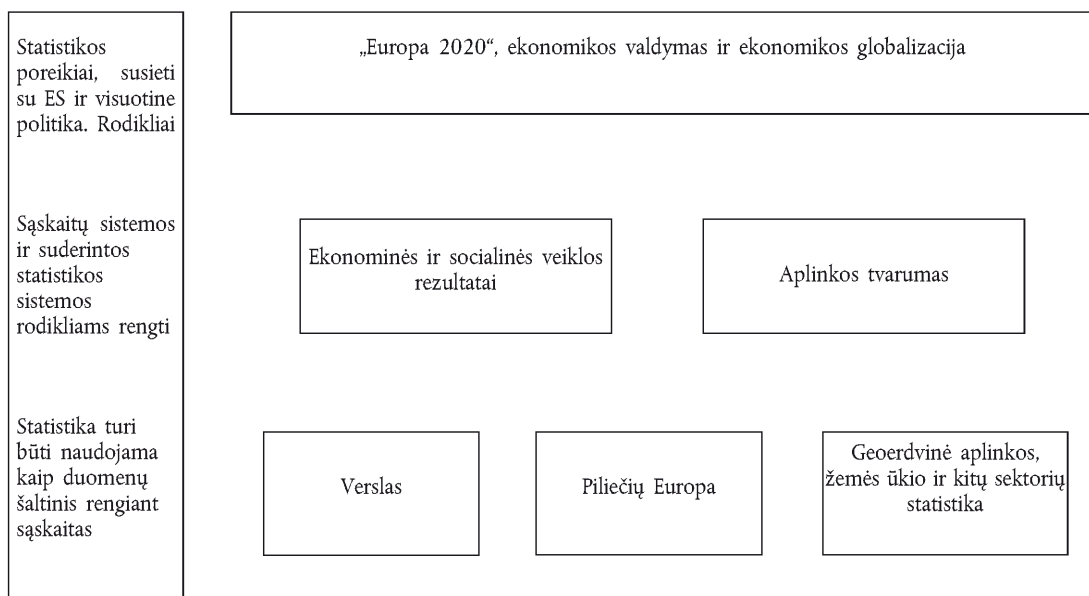 Statistikos
poreikiai, susieti
su ES ir visuotine
politika. Rodikliai
„Europa 2020“, ekonomikos valdymas ir ekonomikos globalizacija
Sąskaitų sistemos
ir suderintos
statistikos
sistemos
rodikliams rengti
Ekonominės ir socialinės veiklos
rezultatai
Aplinkos tvarumas
Statistika turi
būti naudojama
kaip duomenų
šaltinis rengiant
sąskaitas
Verslas
Piliečių Europa
Geoerdvinė aplinkos,
žemės ūkio ir kitų sektorių
statistika